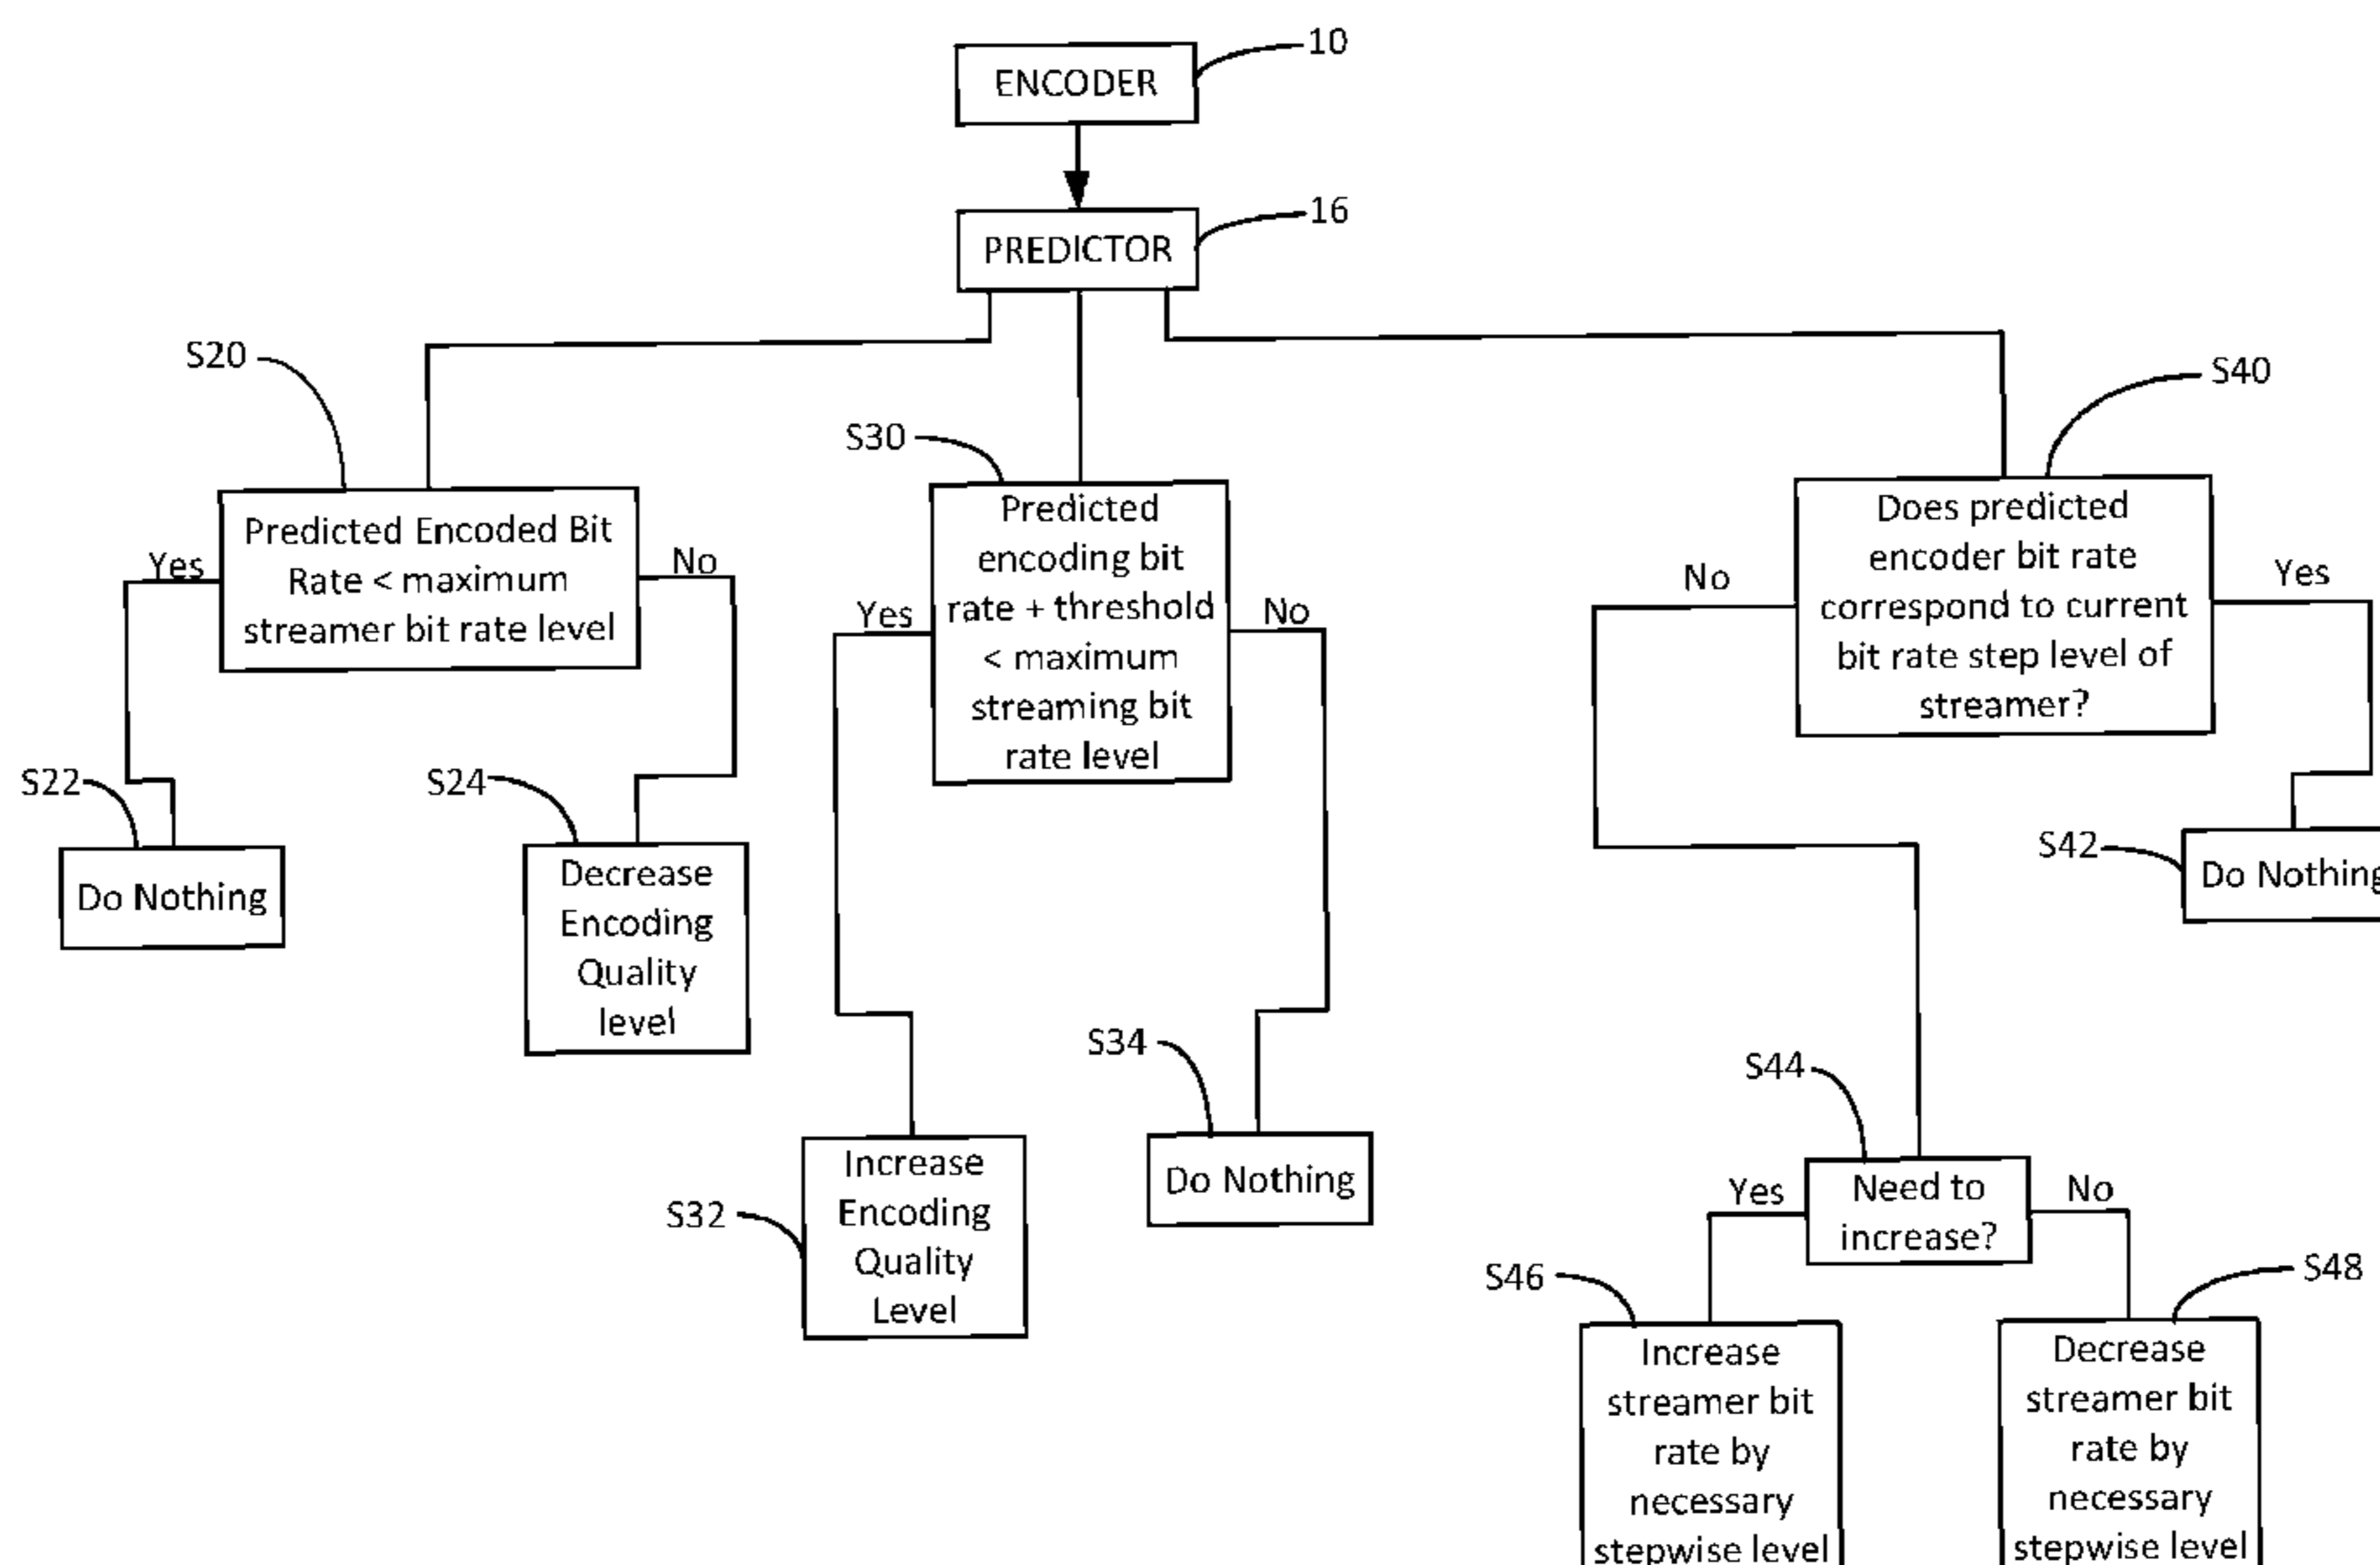 ENCODER
10
PREDICTOR
16
S20
Predicted Encoded Bit
Rate < maximum
streamer bit rate level
Yes
No
S22
Do Nothing
S24
Decrease
Encoding
Quality
level
S30
Predicted
encoding bit
rate + threshold
< maximum
streaming bit
rate level
Yes
No
S32
Increase
Encoding
Quality
Level
S34
Do Nothing
S40
Does predicted
encoder bit rate
correspond to current
bit rate step level of
streamer?
No
Yes
S42
Do Nothing
S44
Need to
increase?
Yes
No
S46
Increase
streamer bit
rate by
necessary
stepwise level
S48
Decrease
streamer bit
rate by
necessary
stepwise level